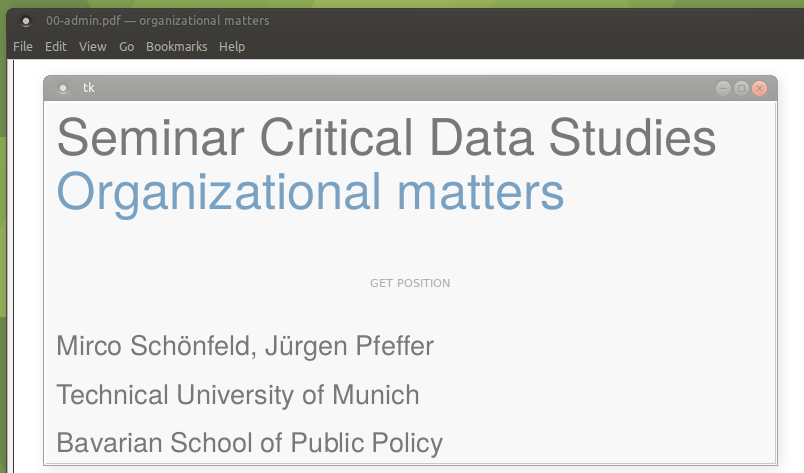 00-admin.pdf — organizational matters
File Edit View Go Bookmarks Help
tk
Seminar Critical Data Studies
Organizational matters
GET POSITION
Mirco Schönfeld, Jürgen Pfeffer
Technical University of Munich
Bavarian School of Public Policy